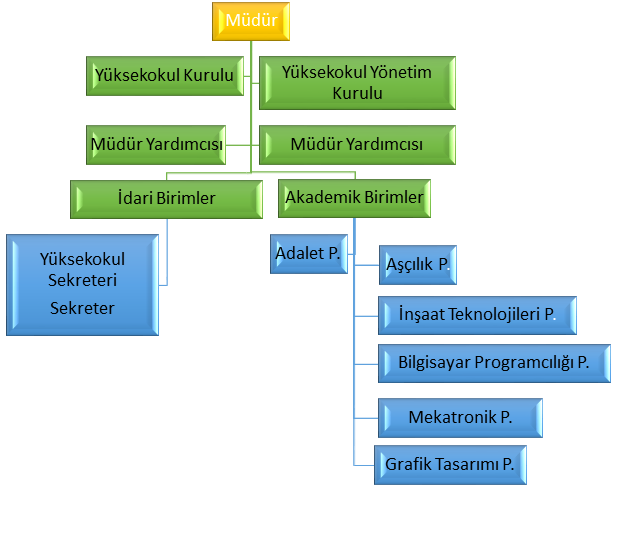 Müdür
Yüksekokul Kurulu
Yüksekokul Yönetim
Kurulu
Müdür Yardımcısı
Müdür Yardımcısı
İdari Birimler
Akademik Birimler
Yüksekokul
Sekreteri
Sekreter
Adalet P.
Aşçılık P.
İnşaat Teknolojileri P.
Bilgisayar Programcılığı P.
Mekatronik P.
Grafik Tasarımı P.